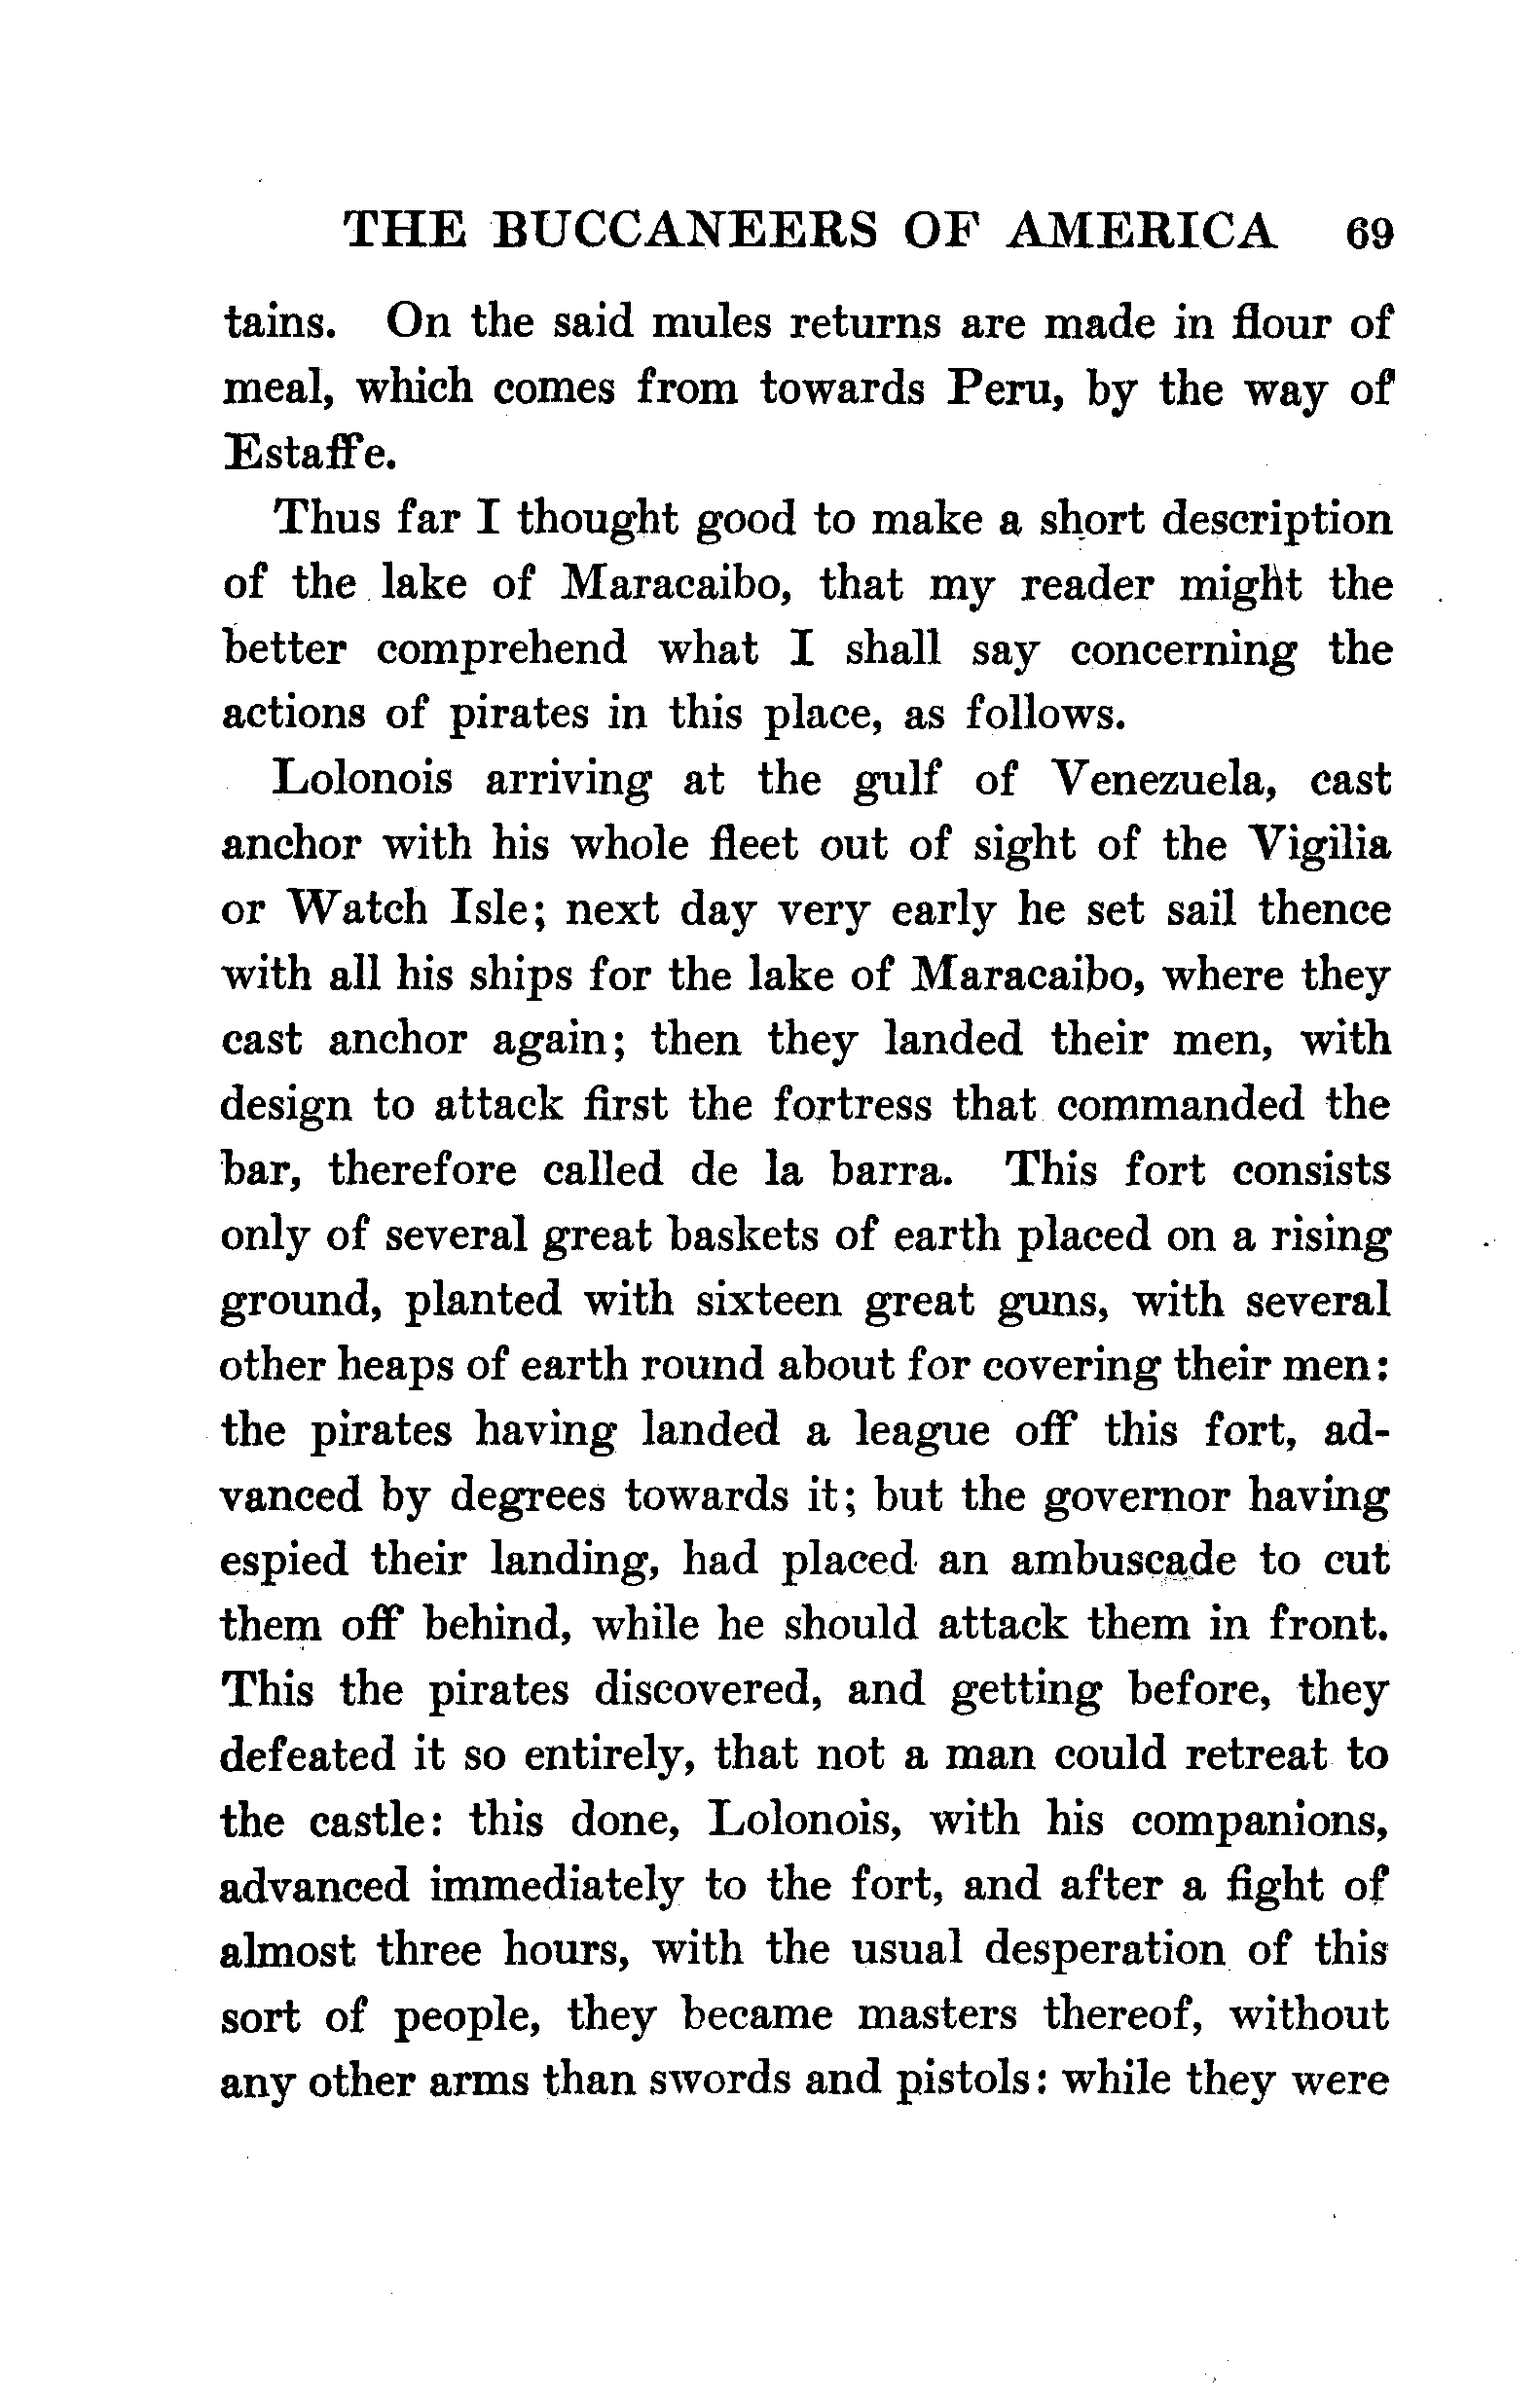 THE BUCCANEERS OF AMERICA 69
tains. On the said mules returns are made in flour of
meal, which comes from towards Peru, by the way of
Estaffe.
Thus far I thought good to make a short description
of the lake of Maracaibo, that my reader might the
better comprehend what I shall say concerning the
actions of pirates in this place, as follows.
Lolonois arriving at the gulf of Venezuela, cast
anchor with his whole fleet out of sight of the Vigilia
or Watch Isle; next day very early he set sail thence
with all his ships for the lake of Maracaibo, where they
cast anchor again; then they landed their men, with
design to attack first the fortress that commanded the
bar, therefore called de la barra. This fort consists
only of several great baskets of earth placed on a rising
ground, planted with sixteen great guns, with several
other heaps of earth round about for covering their men:
the pirates having landed a league off this fort, ad-
vanced by degrees towards it; but the governor having
espied their landing, had placed an ambuscade to cut
them off behind, while he should attack them in front.
This the pirates discovered, and getting before, they
defeated it so entirely, that not a man could retreat to
the castle: this done, Lolonois, with his companions,
advanced immediately to the fort, and after a fight of
almost three hours, with the usual desperation of this
sort of people, they became masters thereof, without
any other arms than swords and pistols: while they were